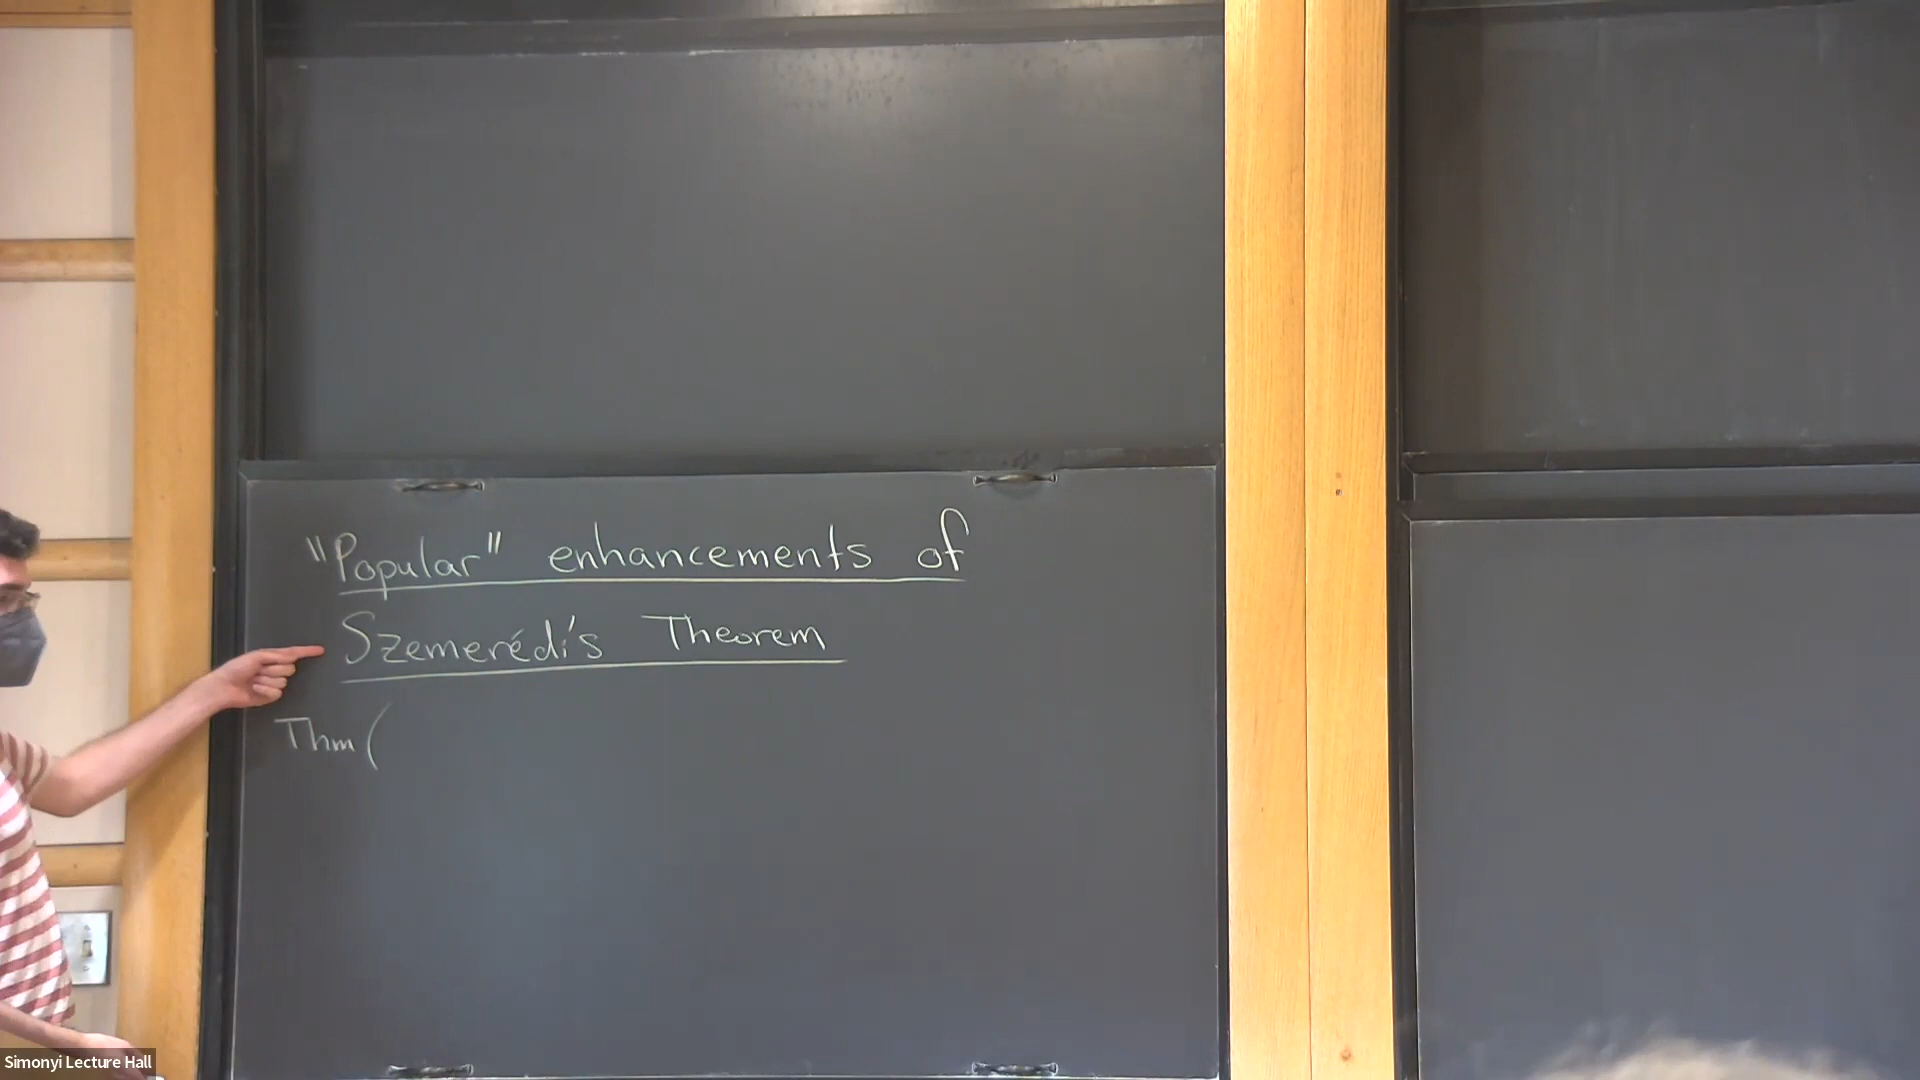 "Popular" enhancements of
Szemerédi's Theorem
Thm (
Simonyi Lecture Hall